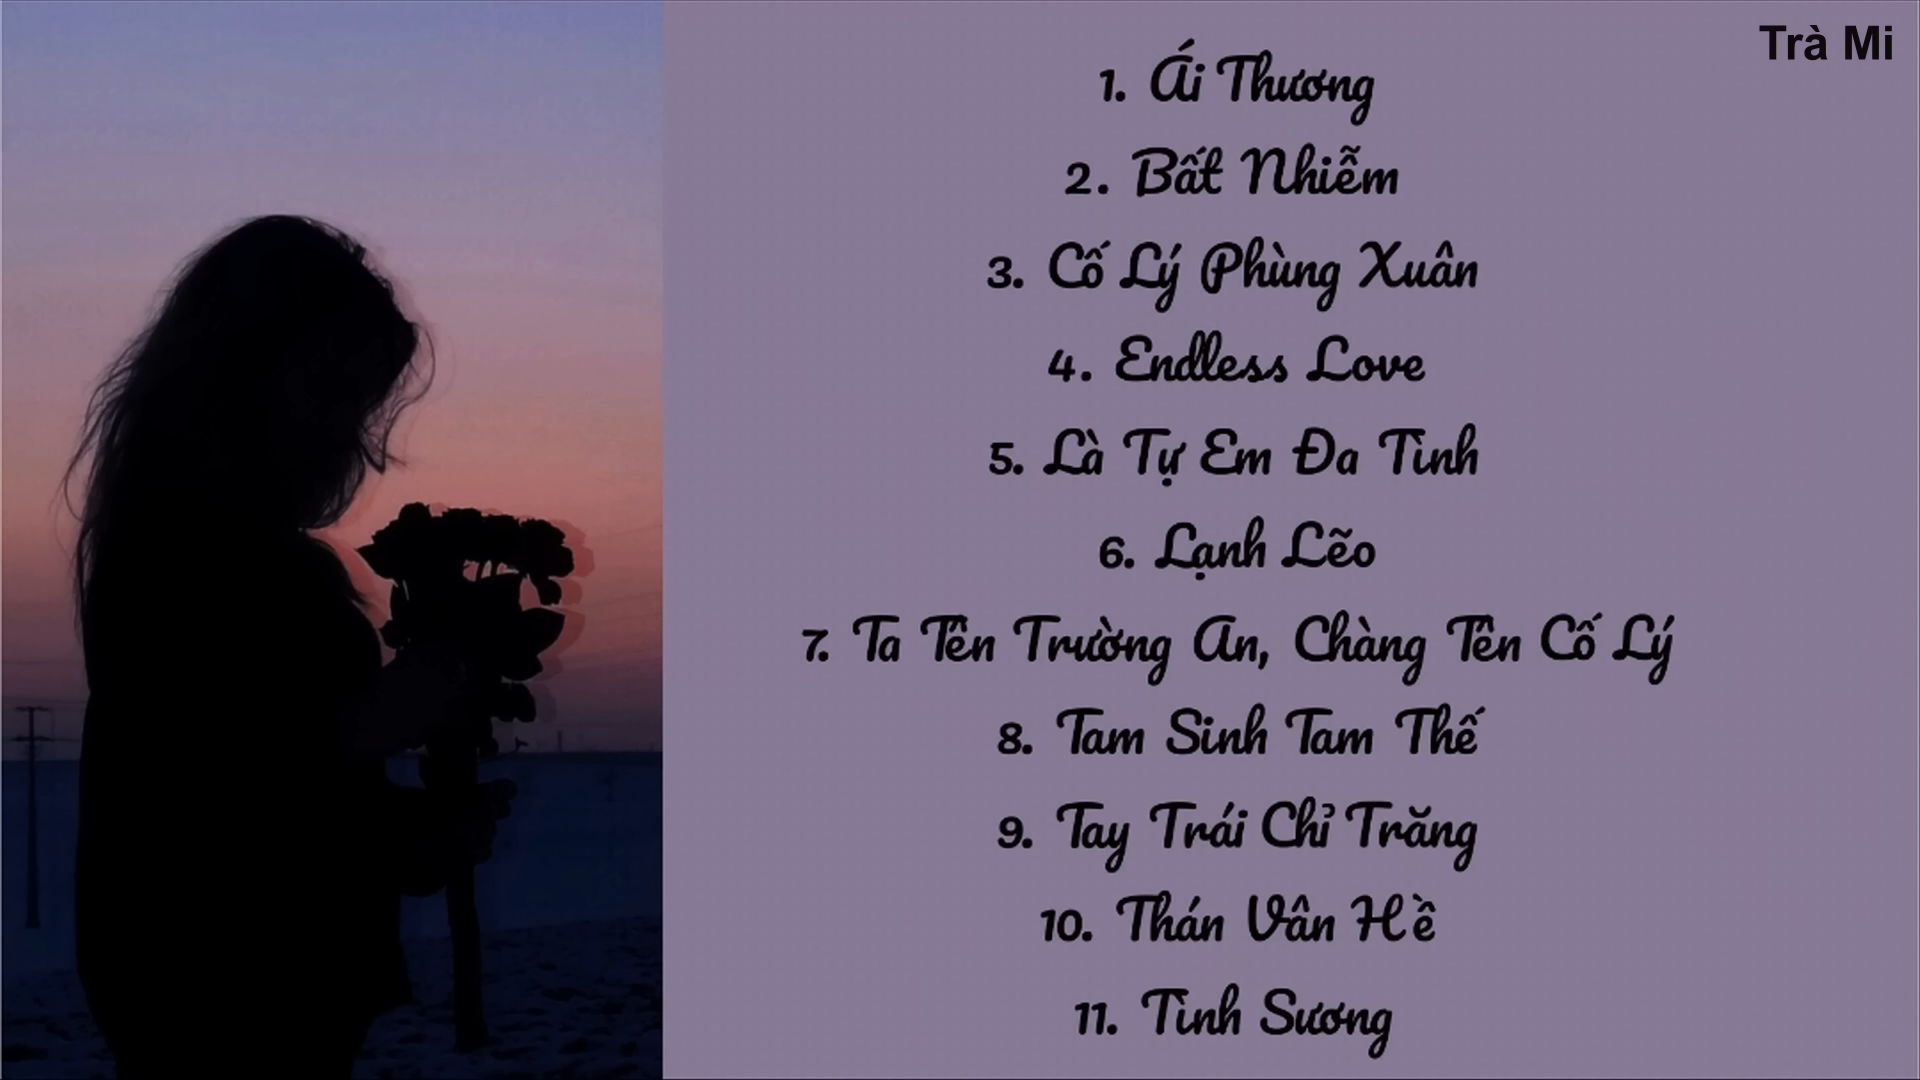 Trà Mi
1. Ái Thương
2. Bất Nhiễm
3. Cố Lý Phùng Xuân
4. Endless Love
5. Là Tự Em Đa Tình
6. Lạnh Lẽo
7. Ta Tên Trường An, Chàng Tên Cố Lý
8. Tam Sinh Tam Thế
9. Tay Trái Chỉ Trăng
10. Thán Vân Hề
11. Tình Sương